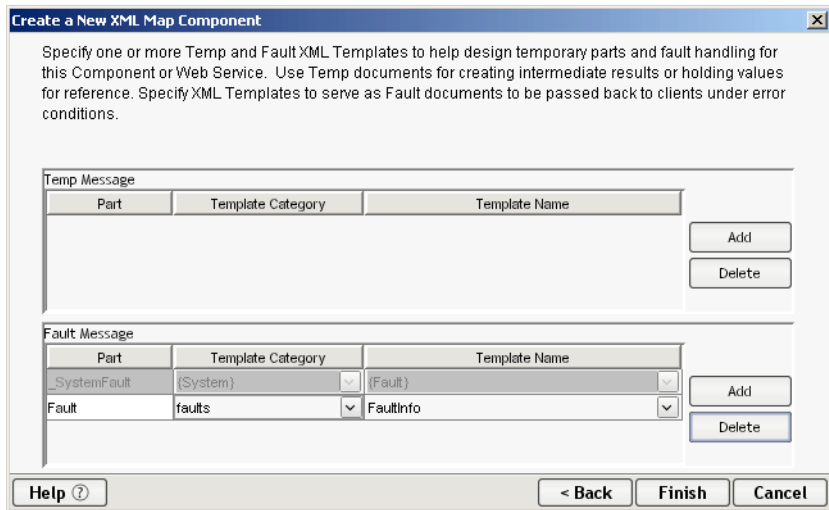 Create a New XML Map Component
Specify one or more Temp and Fault XML Templates to help design temporary parts and fault handling for
this Component or Web Service. Use Temp documents for creating intermediate results or holding values
for reference. Specify XML Templates to serve as Fault documents to be passed back to clients under error
conditions.
Temp Message
Part Template Category Template Name
Add
Delete
Fault Message
Part Template Category Template Name
_SystemFault {System} {Fault}
Add
Fault faults FaultInfo
Delete
Help ? < Back Finish Cancel